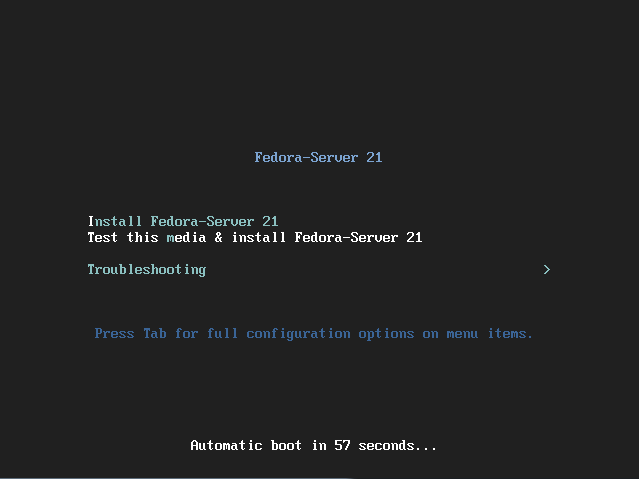 Fedora-Server 21
Install Fedora-Server 21
Test this media & install Fedora-Server 21
Troubleshooting >
Press Tab for full configuration options on menu items.
Automatic boot in 57 seconds...